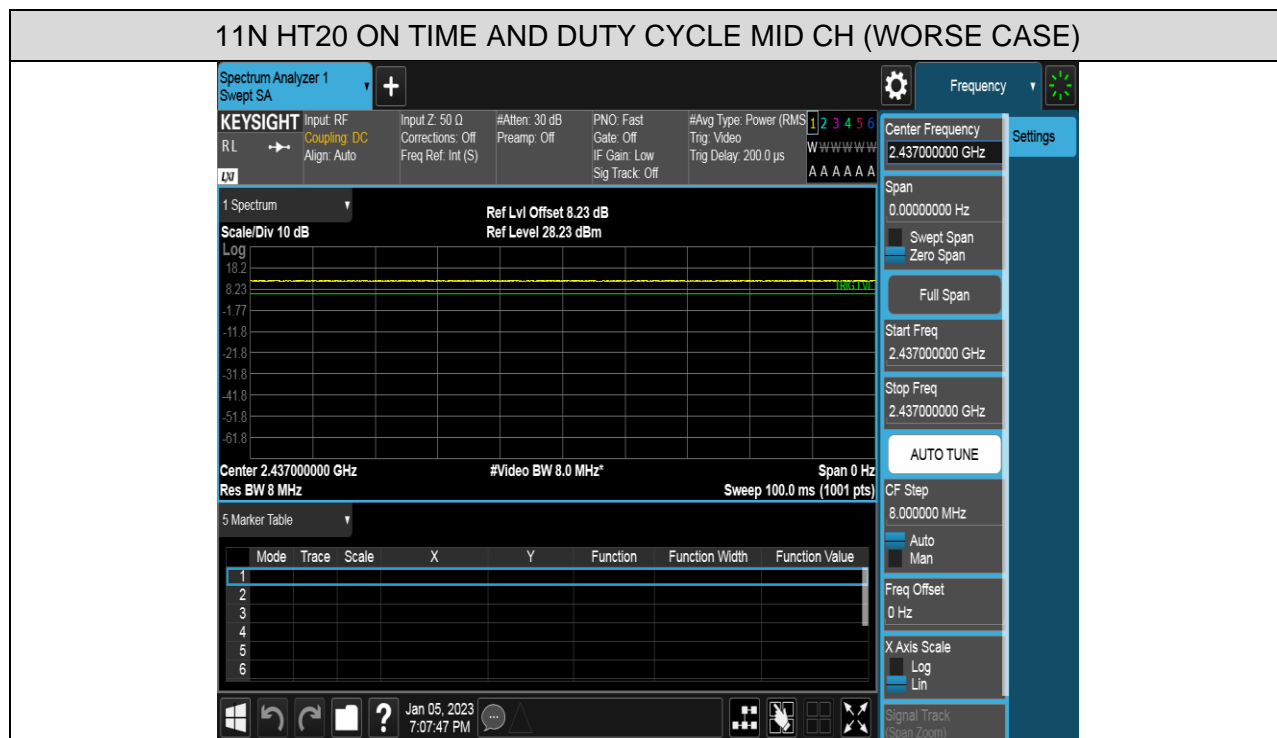 11N HT20 ON TIME AND DUTY CYCLE MID CH (WORSE CASE)
Spectrum Analyzer 1
Swept SA
+
Frequency
KEYSIGHT
RL
LXI
Input: RF
Coupling: DC
Align: Auto
Input Z: 50 Ω
Corrections: Off
Freq Ref: Int (S)
#Atten: 30 dB
Preamp: Off
PNO: Fast
Gate: Off
IF Gain: Low
Sig Track: Off
#Avg Type: Power (RMS
Trig: Video
Trig Delay: 200.0 µs
1 2 3 4 5 6
W W W W W W
A A A A A A
1 Spectrum
Scale/Div 10 dB
Ref Lvl Offset 8.23 dB
Ref Level 28.23 dBm
Log
18.2
8.23
-1.77
-11.8
-21.8
-31.8
-41.8
-51.8
-61.8
TRIG LVL
Center 2.437000000 GHz
Res BW 8 MHz
#Video BW 8.0 MHz*
Span 0 Hz
Sweep 100.0 ms (1001 pts)
5 Marker Table
Mode Trace Scale X Y Function Function Width Function Value
1
2
3
4
5
6
Center Frequency
2.437000000 GHz
Settings
Span
0.00000000 Hz
Swept Span
Zero Span
Full Span
Start Freq
2.437000000 GHz
Stop Freq
2.437000000 GHz
AUTO TUNE
CF Step
8.000000 MHz
Auto
Man
Freq Offset
0 Hz
X Axis Scale
Log
Lin
Signal Track
(Span Zoom)
?
Jan 05, 2023
7:07:47 PM